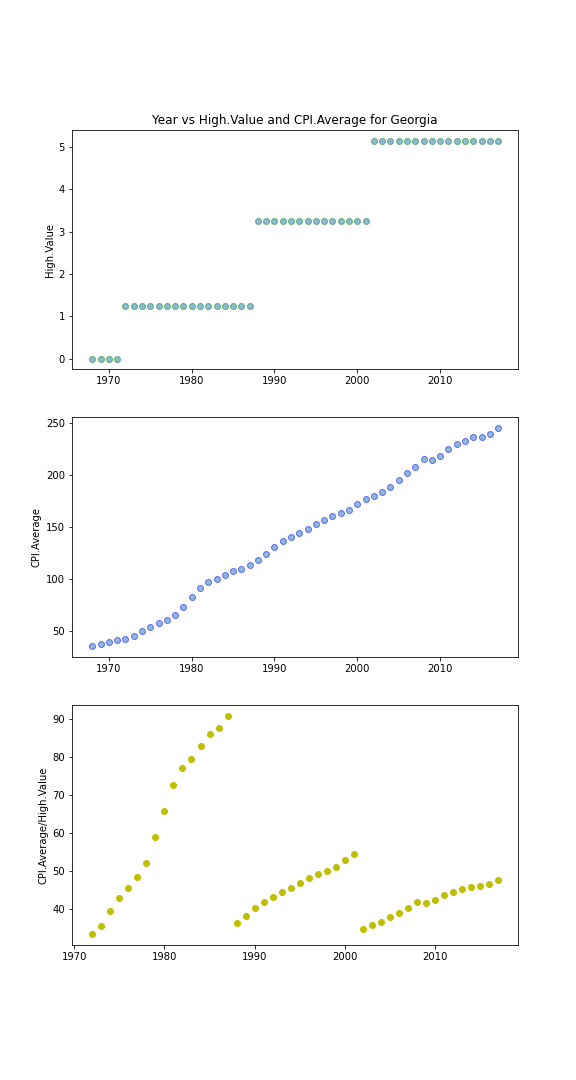 Year vs High.Value and CPI.Average for Georgia
High.Value
5
4
3
2
1
0
1970 1980 1990 2000 2010
CPI.Average
250
200
150
100
50
1970 1980 1990 2000 2010
CPI.Average/High.Value
90
80
70
60
50
40
1970 1980 1990 2000 2010